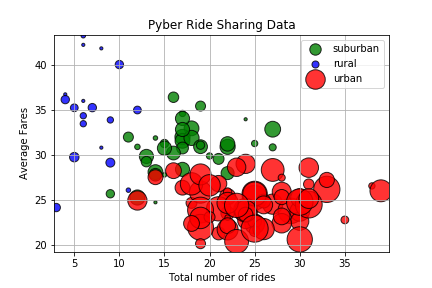 Pyber Ride Sharing Data
suburban
rural
urban
40
35
30
25
20
Average Fares
5
10
15
20
25
30
35
Total number of rides